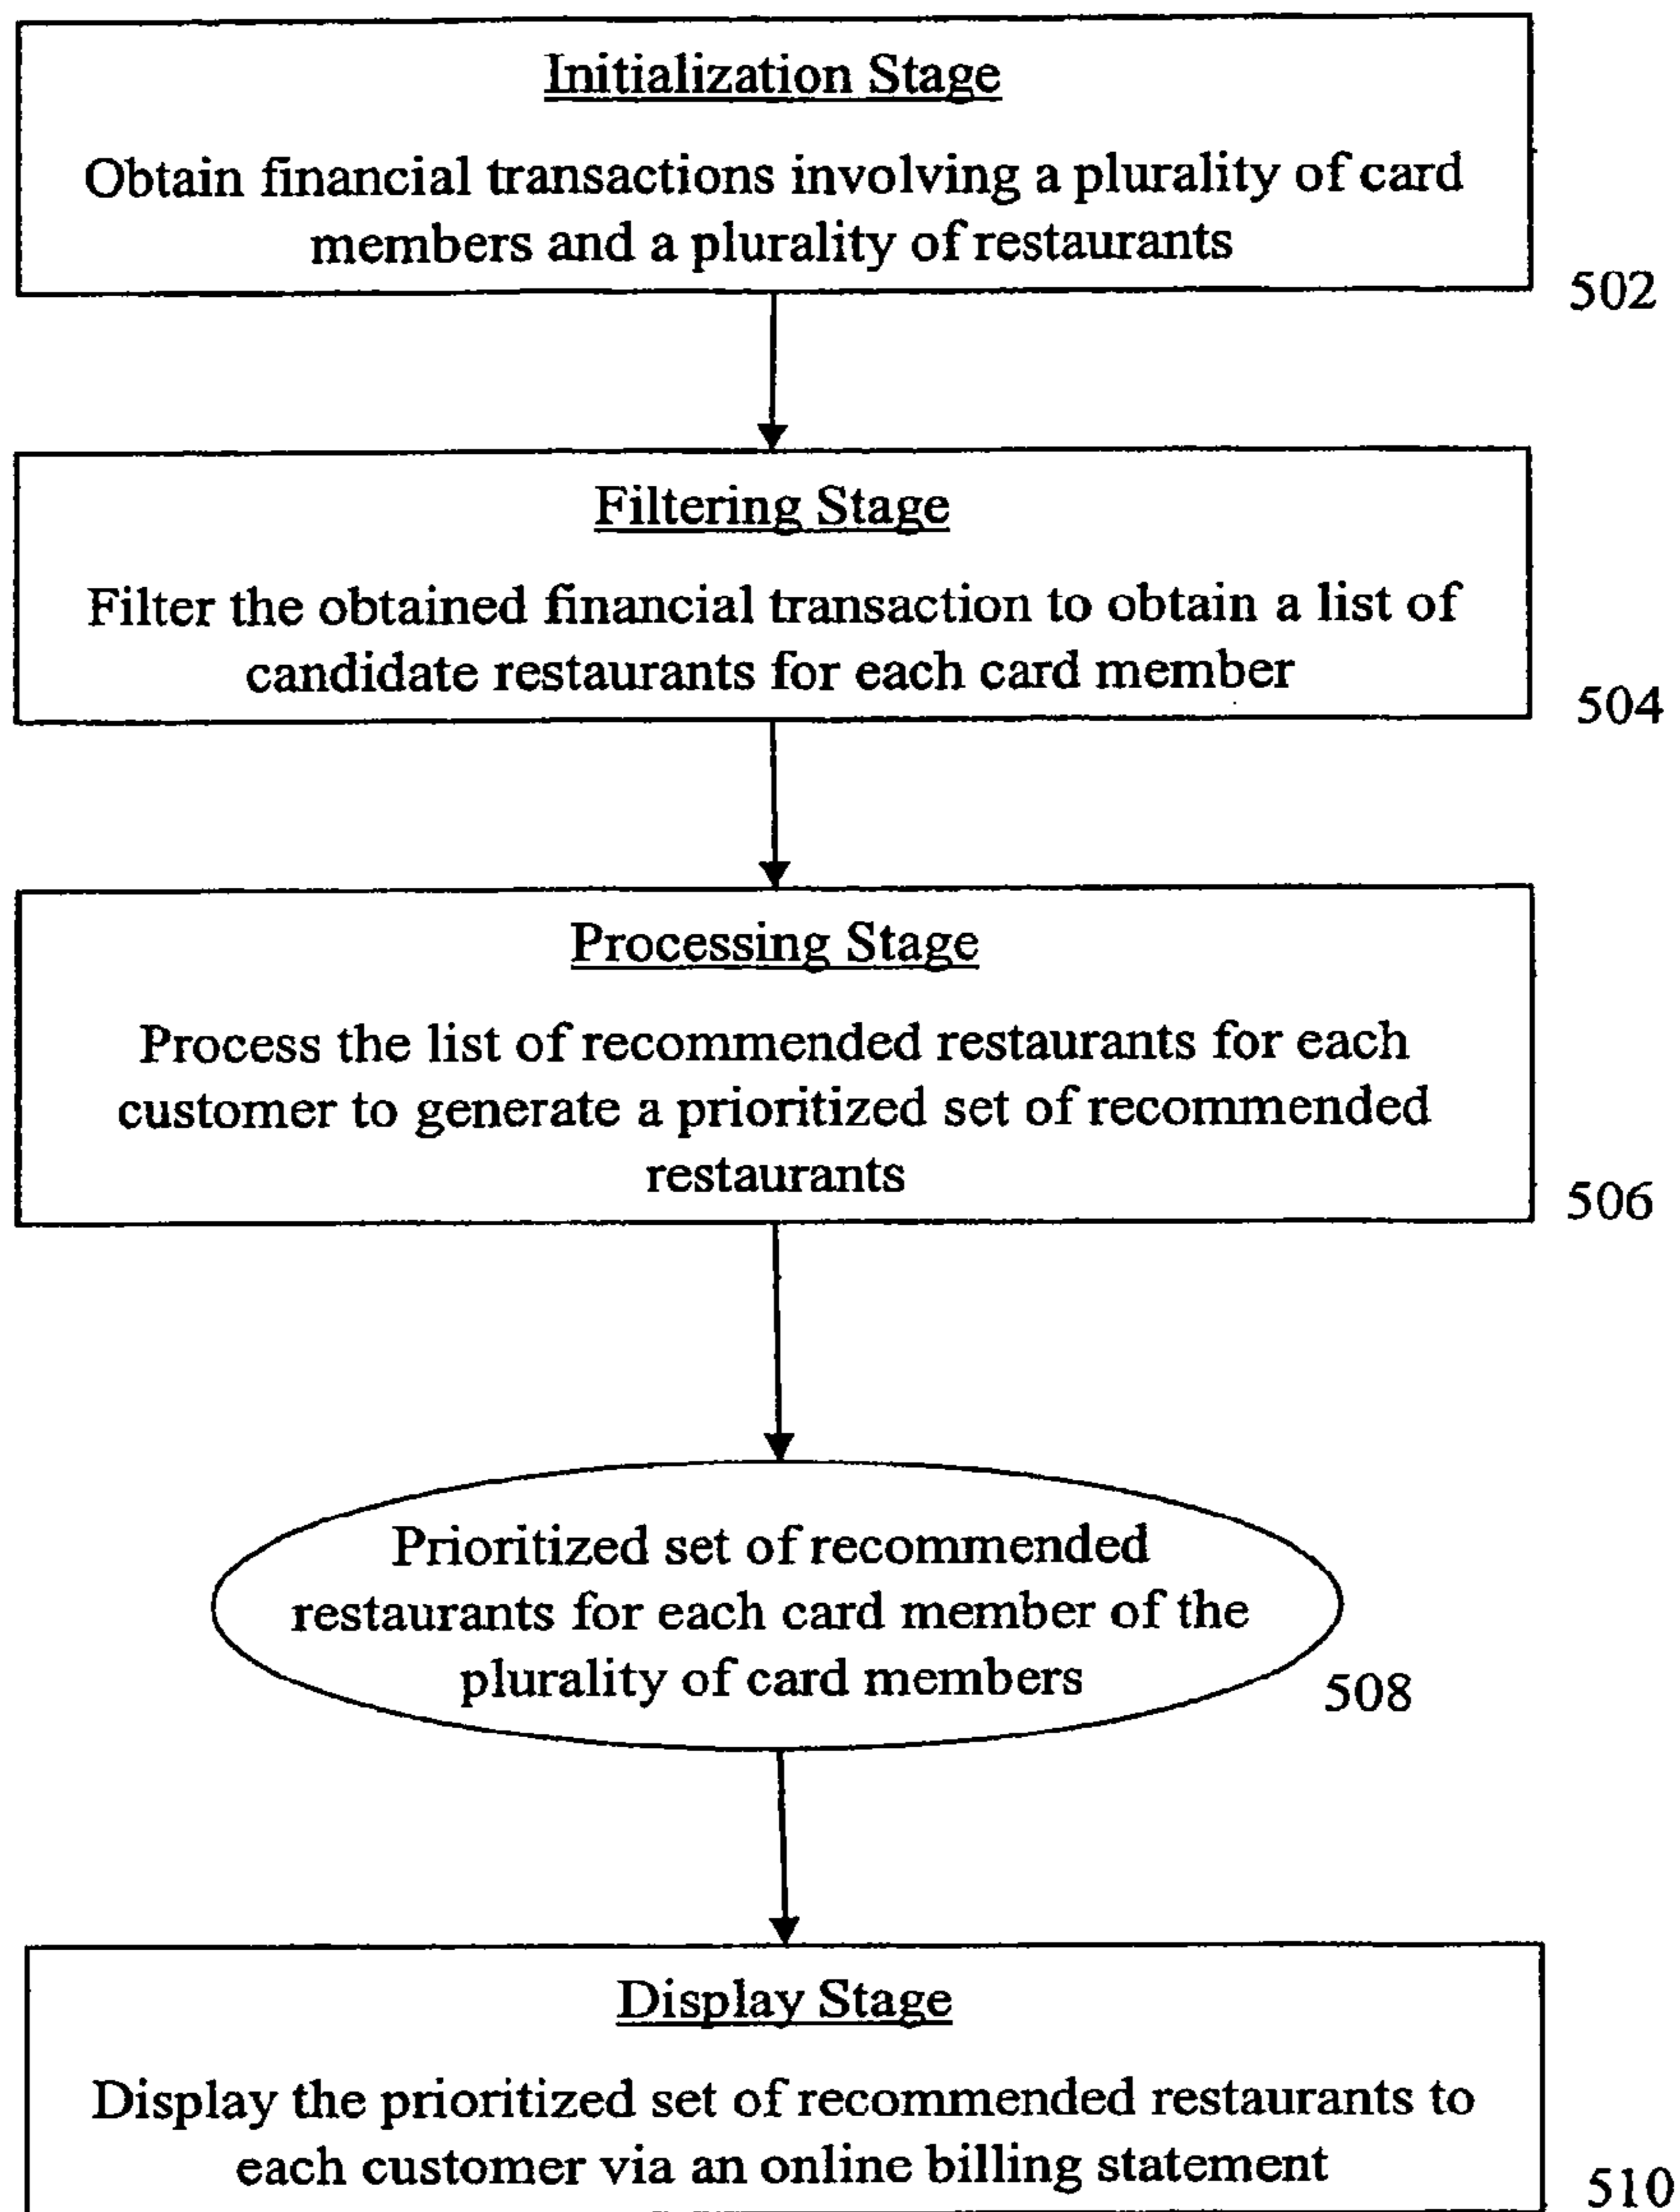 Initialization Stage
Obtain financial transactions involving a plurality of card
members and a plurality of restaurants
502
Filtering Stage
Filter the obtained financial transaction to obtain a list of
candidate restaurants for each card member
504
Processing Stage
Process the list of recommended restaurants for each
customer to generate a prioritized set of recommended
restaurants
506
Prioritized set of recommended
restaurants for each card member of the
plurality of card members
508
Display Stage
Display the prioritized set of recommended restaurants to
each customer via an online billing statement
510